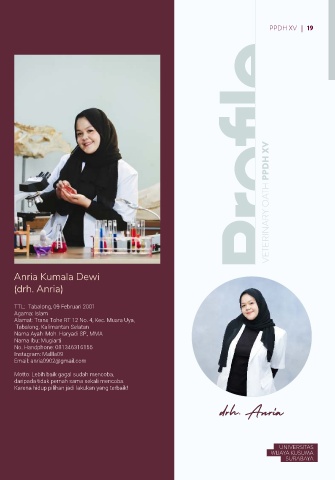 PPDH XV | 19
Profile
VETERINARY OATH PPDH XV
Anria Kumala Dewi
(drh. Anria)
TTL: Tabalong, 09 Februari 2001
Agama: Islam
Alamat: Trans Tohe RT 12 No. 4, Kec. Muara Uya,
Tabalong, Kalimantan Selatan
Nama Ayah: Moh. Haryadi SP., MMA
Nama Ibu: Mugiarti
No. Handphone:
Instagram:
Email: anria0902@gmail.com
Motto: Lebih baik gagal sudah mencoba,
daripada tidak pernah sama sekali mencoba.
Karena hidup pilihan jadi lakukan yang terbaik!
drh. Anria
UNIVERSITAS
WIJAYA KUSUMA
SURABAYA